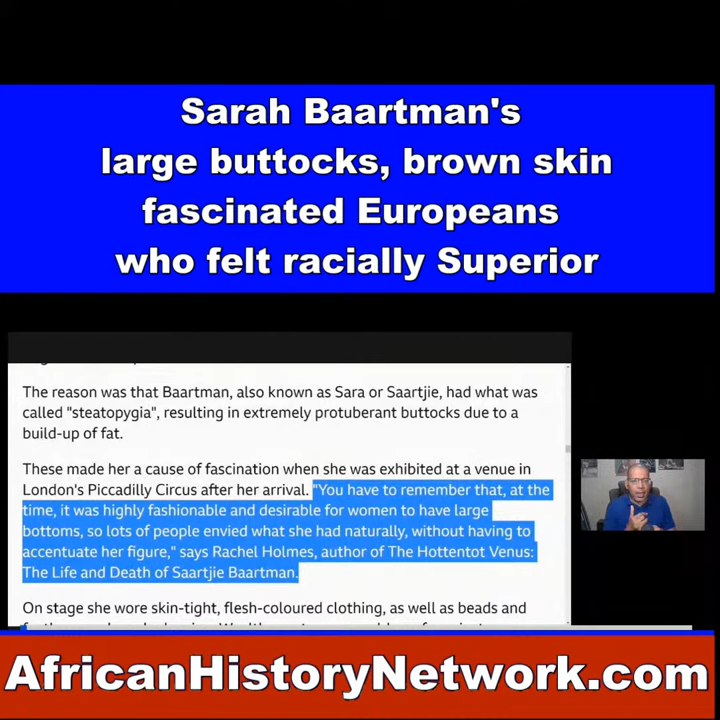 Sarah Baartman's
large buttocks, brown skin
fascinated Europeans
who felt racially Superior
The reason was that Baartman, also known as Sara or Saartjie, had what was
called "steatopygia", resulting in extremely protuberant buttocks due to a
build-up of fat.
These made her a cause of fascination when she was exhibited at a venue in
London's Piccadilly Circus after her arrival. "You have to remember that, at the
time, it was highly fashionable and desirable for women to have large
bottoms, so lots of people envied what she had naturally, without having to
accentuate her figure," says Rachel Holmes, author of The Hottentot Venus:
The Life and Death of Saartjie Baartman.
On stage she wore skin-tight, flesh-coloured clothing, as well as beads and
AfricanHistoryNetwork.com